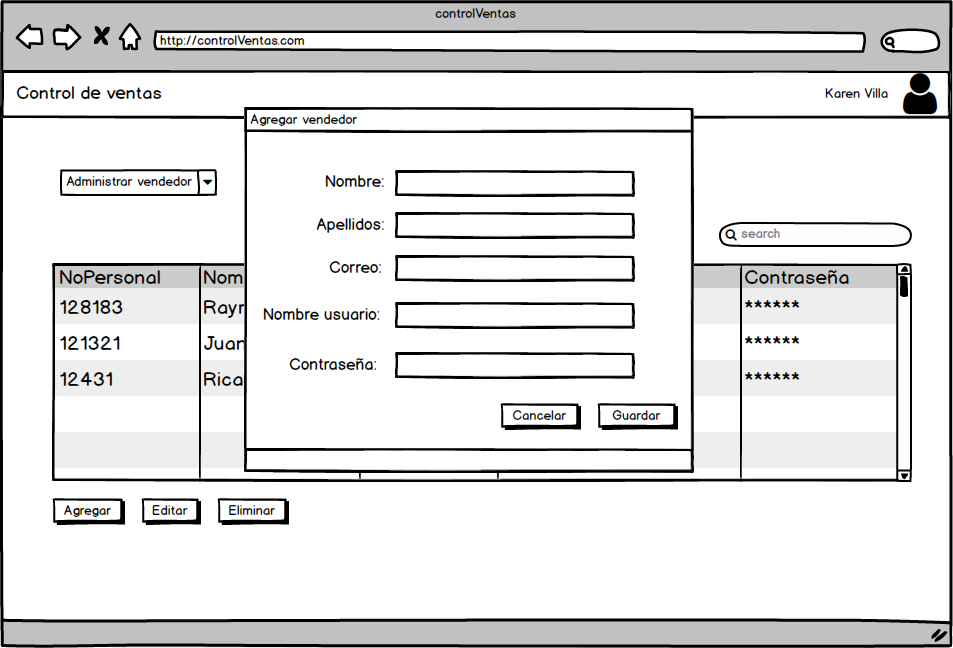 controlVentas
http://controlVentas.com
Control de ventas
Karen Villa
Agregar vendedor
Administrar vendedor
Nombre:
Apellidos:
Correo:
Nombre usuario:
Contraseña:
Cancelar Guardar
search
NoPersonal Nom Contraseña
128183 Rayr ******
121321 Juan ******
12431 Rica ******
Agregar Editar Eliminar